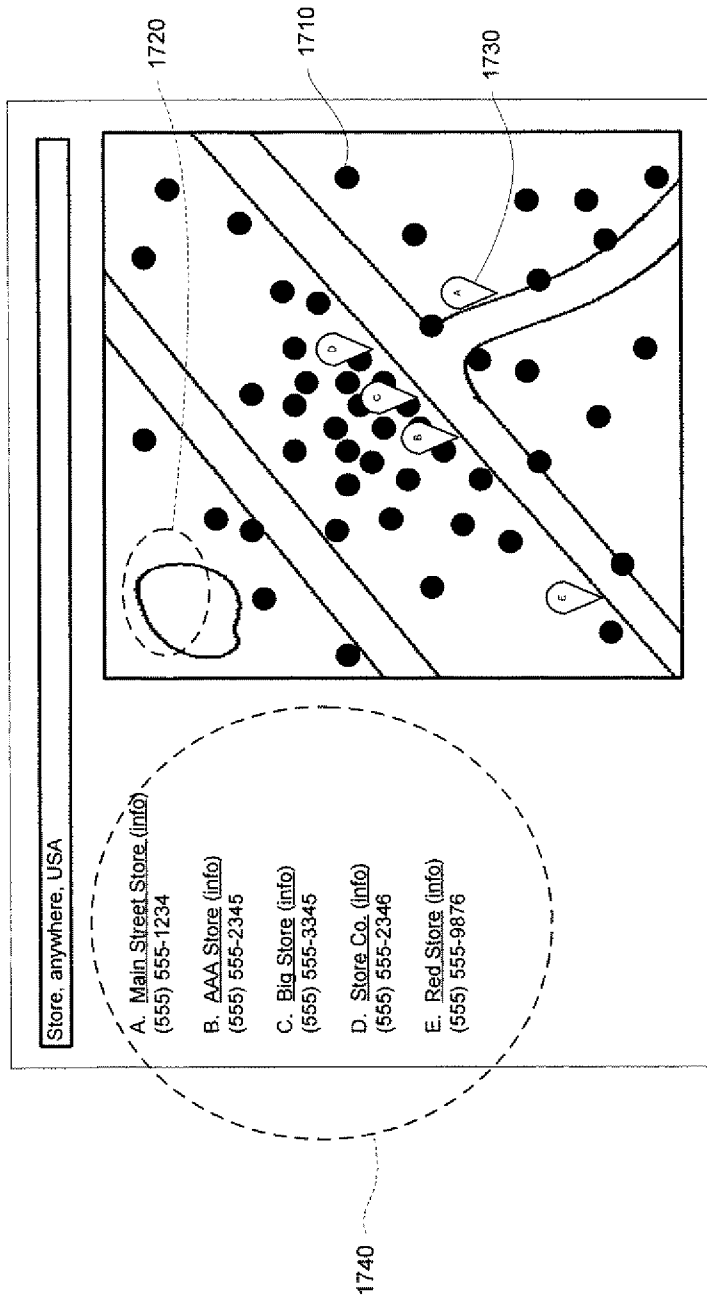 Store, anywhere, USA
A. Main Street Store (info)
(555) 555-1234
B. AAA Store (info)
(555) 555-2345
C. Big Store (info)
(555) 555-3345
D. Store Co. (info)
(555) 555-2346
E. Red Store (info)
(555) 555-9876
1740
1720
1710
1730
A
D
C
B
E